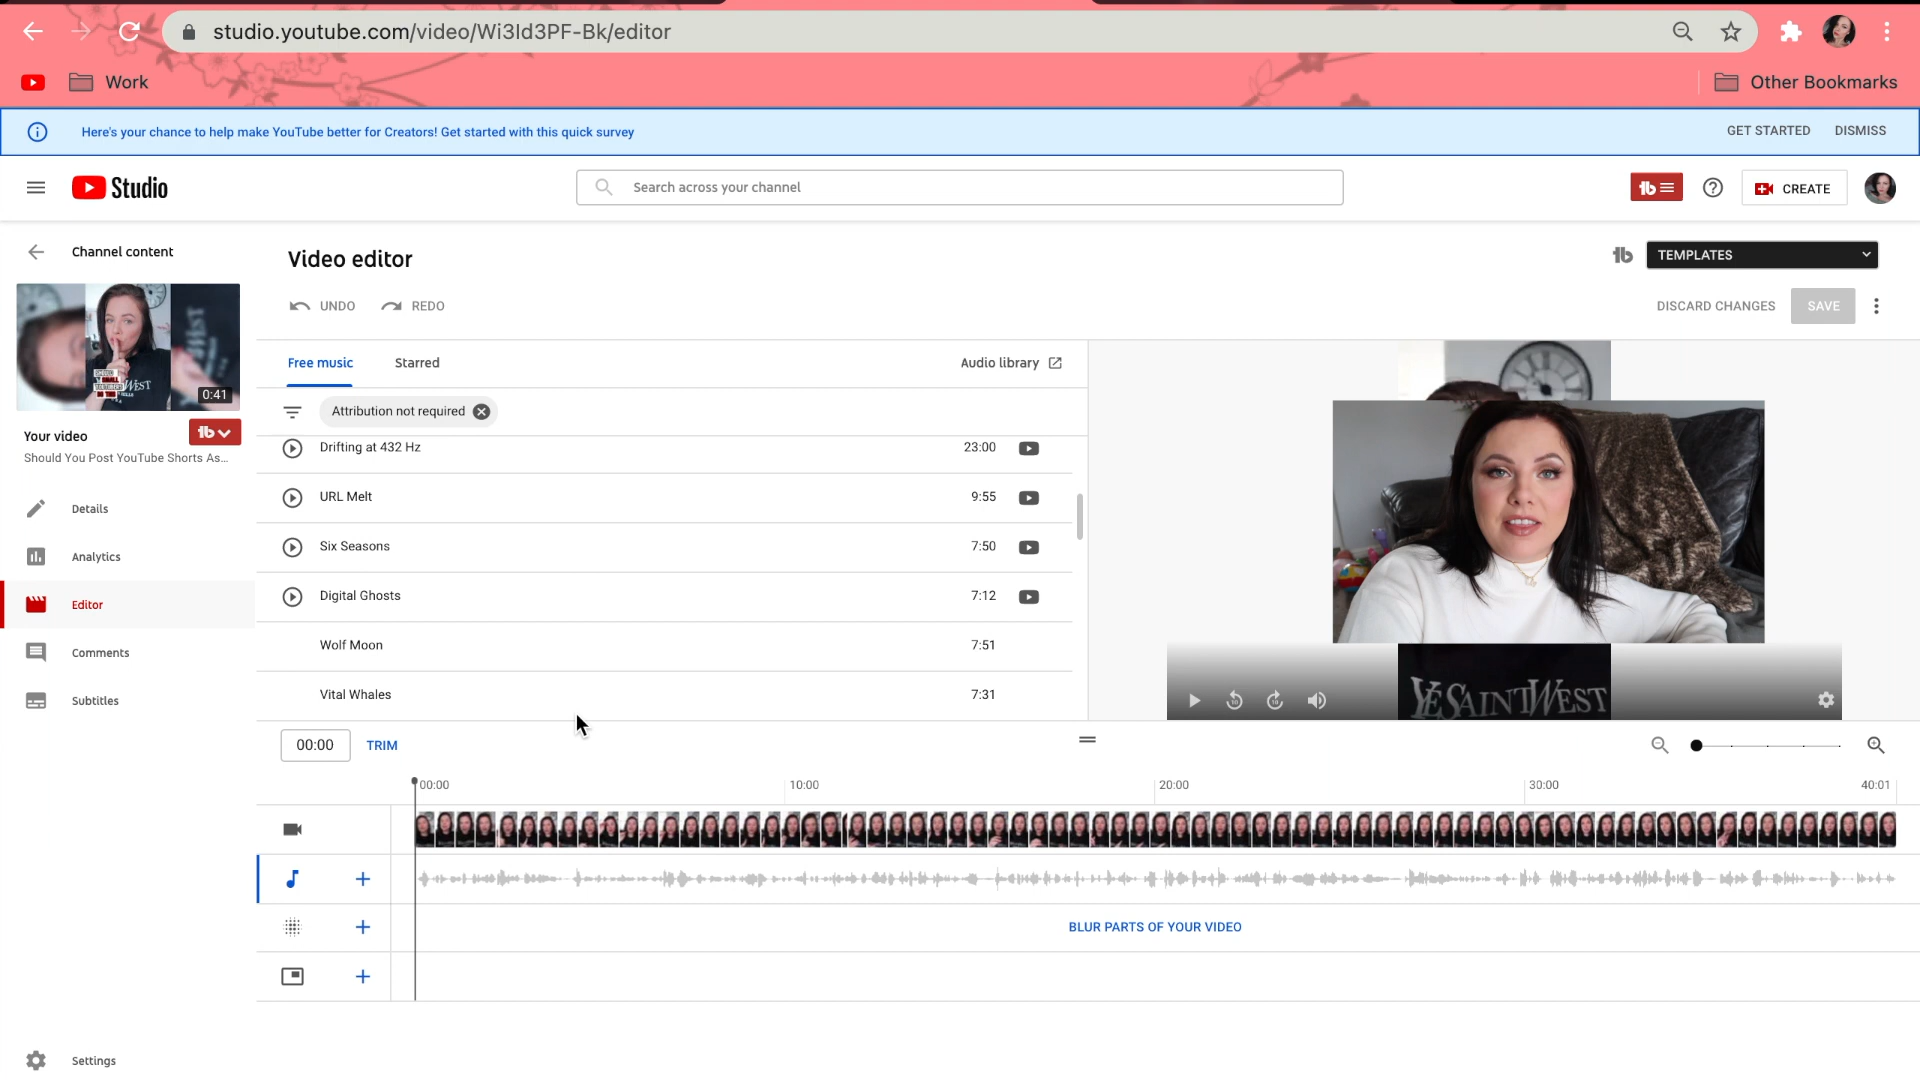 studio.youtube.com/video/Wi3ld3PF-Bk/editor
Work
Other Bookmarks
Here's your chance to help make YouTube better for Creators! Get started with this quick survey
GET STARTED
DISMISS
Studio
Search across your channel
CREATE
Channel content
Video editor
TEMPLATES
UNDO
REDO
DISCARD CHANGES
SAVE
0:41
Your video
Should You Post YouTube Shorts As...
Free music
Starred
Audio library
Attribution not required
Drifting at 432 Hz
23:00
URL Melt
9:55
Six Seasons
7:50
Digital Ghosts
7:12
Wolf Moon
7:51
Vital Whales
7:31
Details
Analytics
Editor
Comments
Subtitles
YESAINTWEST
00:00
TRIM
00:00
10:00
20:00
30:00
40:01
BLUR PARTS OF YOUR VIDEO
Settings